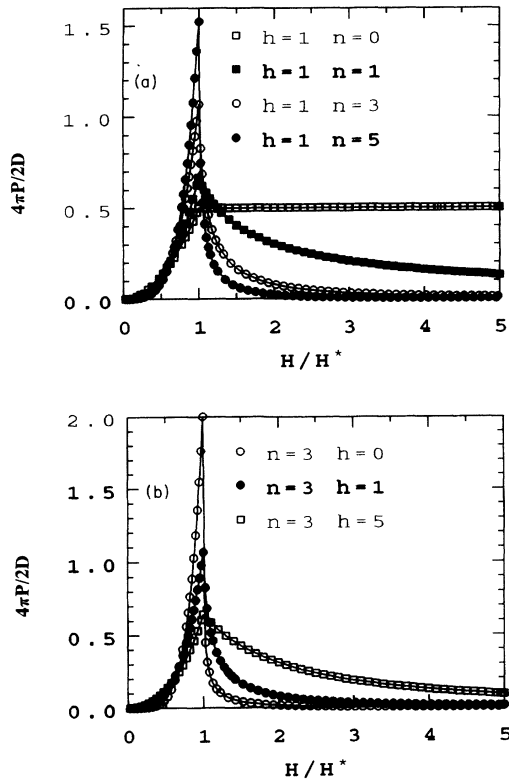 1.5
(a)
h=1 n=0
h=1 n=1
h=1 n=3
h=1 n=5
1.0
0.5
0.0
4πP/2D
0 1 2 3 4 5
H/H*
2.0
n=3 h=0
n=3 h=1
n=3 h=5
(b)
1.5
1.0
0.5
0.0
4πP/2D
0 1 2 3 4 5
H/H*